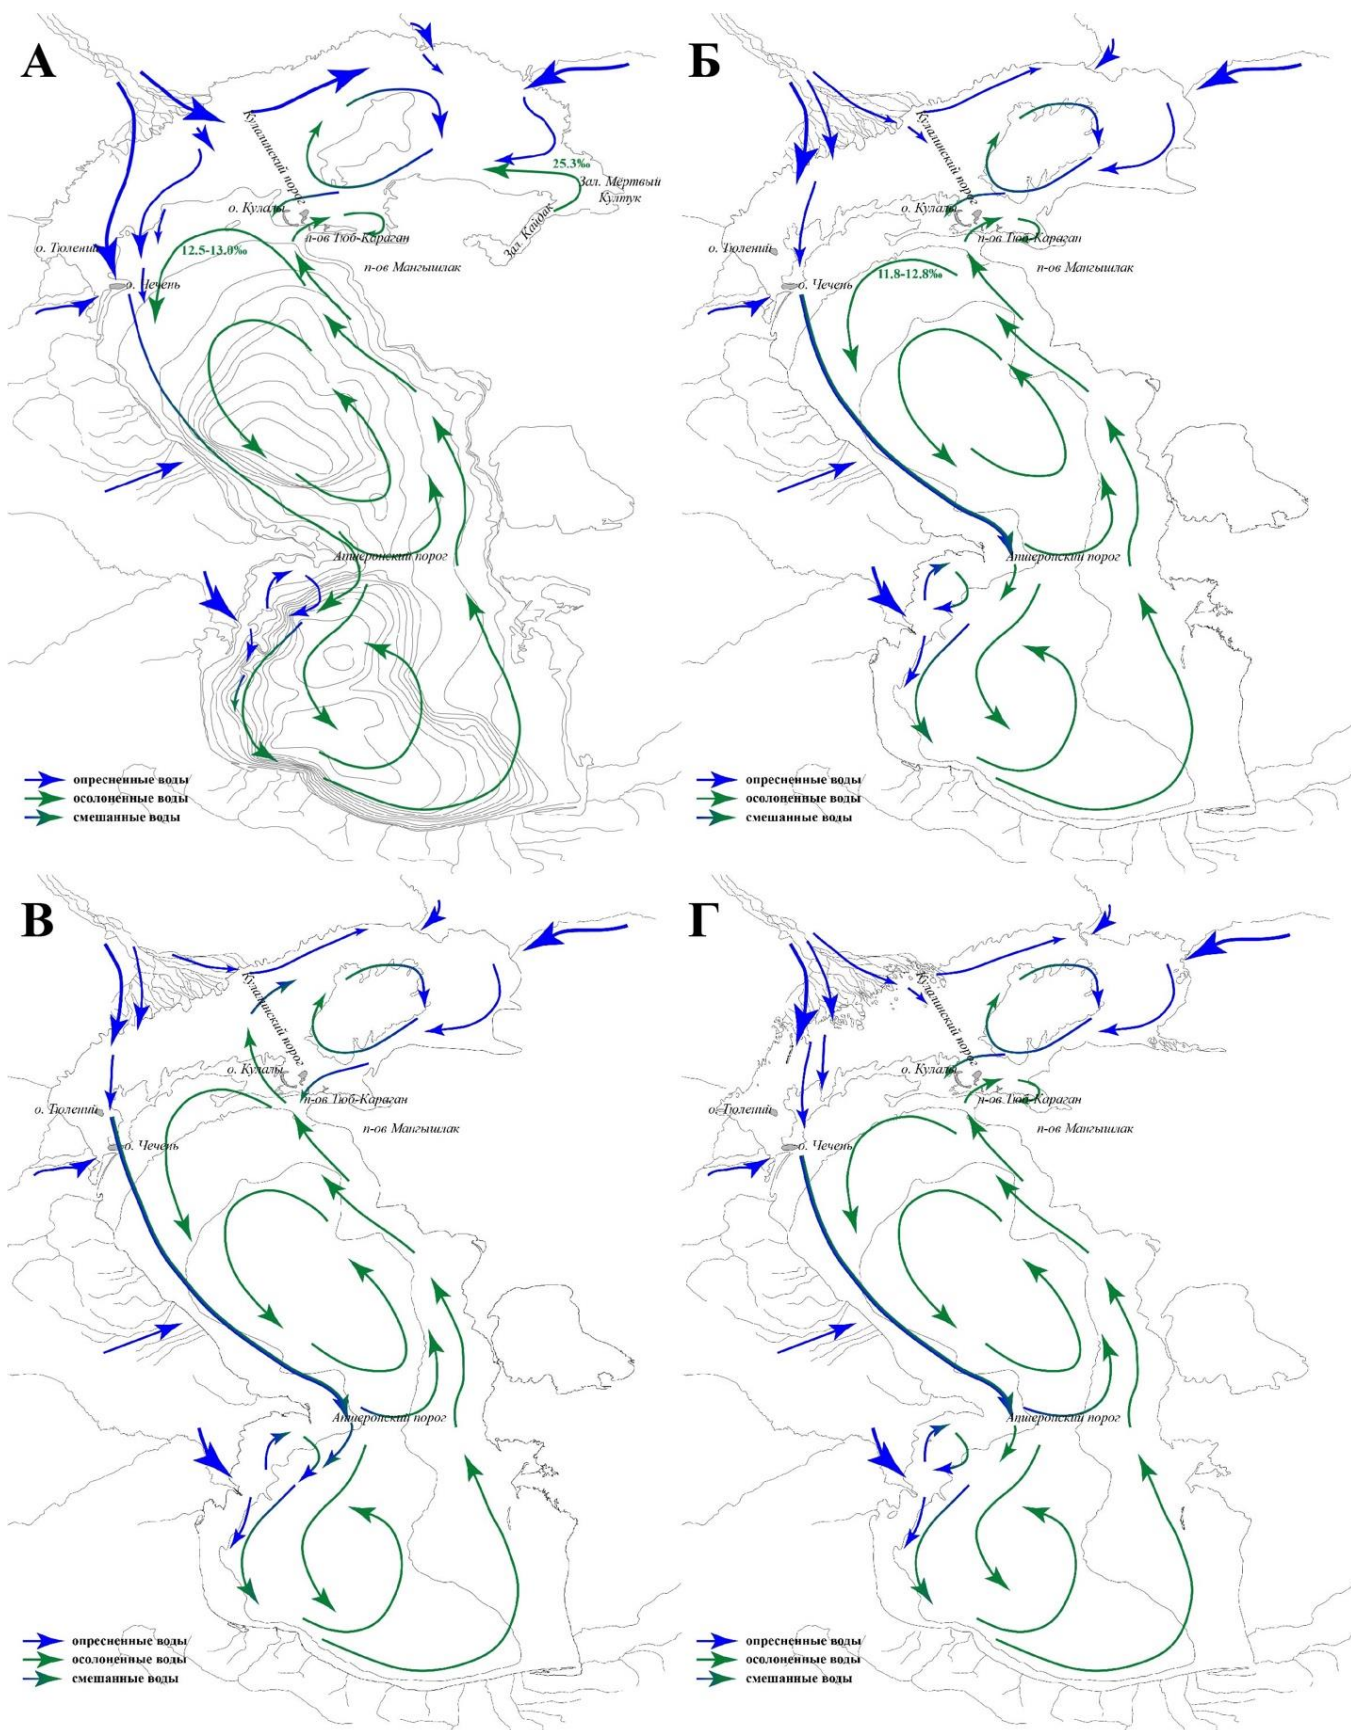 А
Кулалинский порог
25.3‰
Зал. Мёртвый
Култук
о. Кулалы
Зал. Кайдак
п-ов Тюб-Караган
о. Тюлений
12.5-13.0‰
п-ов Мангышлак
о. Чечень
Апшеронский порог
опресненные воды
осолоненные воды
смешанные воды
Б
Кулалинский порог
о. Кулалы
п-ов Тюб-Караган
о. Тюлений
п-ов Мангышлак
11.8-12.8‰
о. Чечень
Апшеронский порог
опресненные воды
осолоненные воды
смешанные воды
В
Кулалинский порог
о. Кулалы
п-ов Тюб-Караган
о. Тюлений
п-ов Мангышлак
о. Чечень
Апшеронский порог
опресненные воды
осолоненные воды
смешанные воды
Г
Кулалинский порог
о. Кулалы
п-ов Тюб-Караган
о. Тюлений
п-ов Мангышлак
о. Чечень
Апшеронский порог
опресненные воды
осолоненные воды
смешанные воды